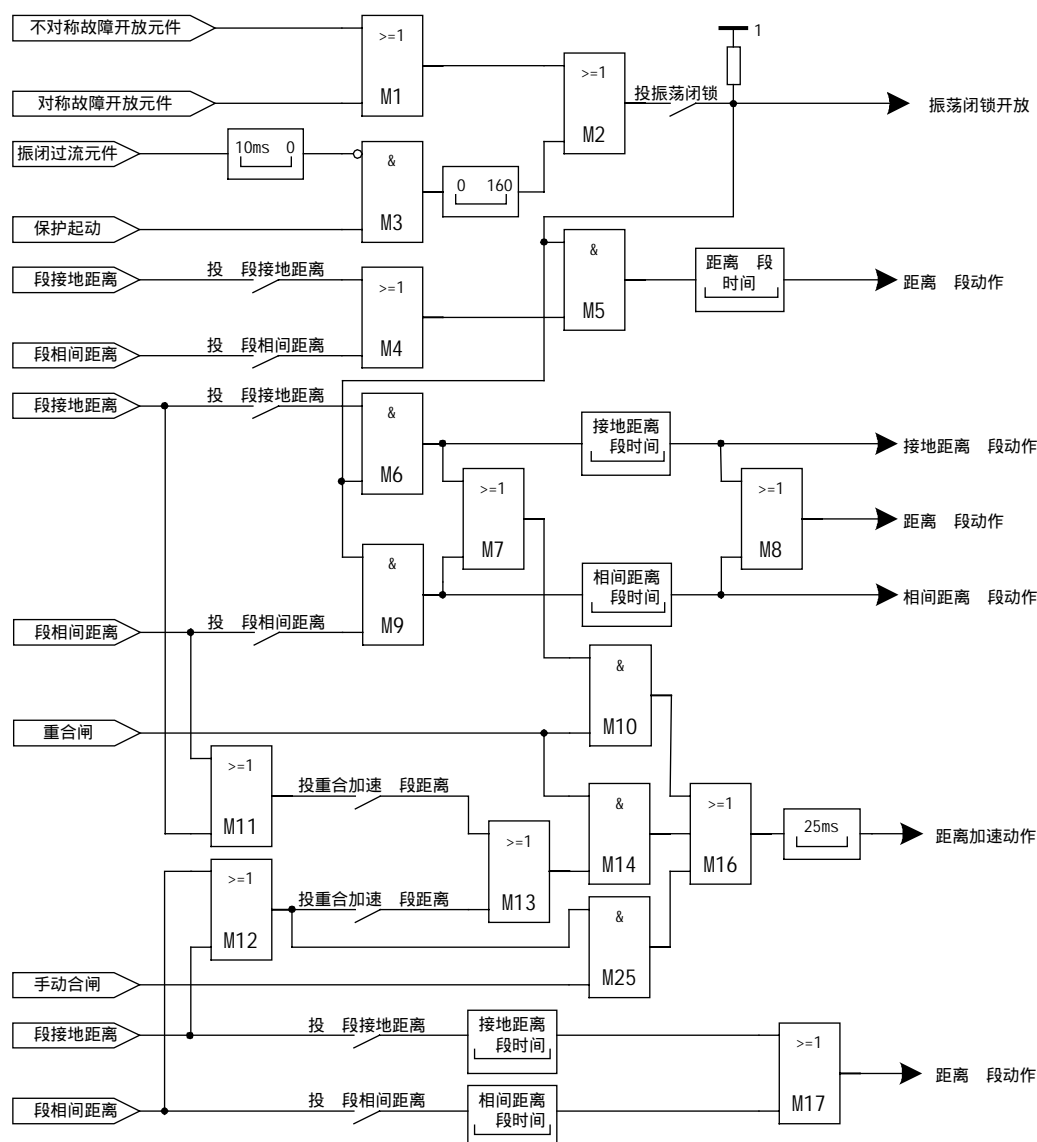 不对称故障开放元件
>=1
M1
对称故障开放元件
1
>=1
M2
投振荡闭锁
振荡闭锁开放
振闭过流元件
10ms 0
&
M3
0 160
保护起动
段接地距离
投 段接地距离
>=1
M4
&
M5
距离 段
时间
距离 段动作
段相间距离
投 段相间距离
段接地距离
投 段接地距离
&
M6
接地距离
段时间
接地距离 段动作
>=1
M7
>=1
M8
距离 段动作
&
M9
相间距离
段时间
相间距离 段动作
段相间距离
投 段相间距离
&
M10
重合闸
>=1
M11
投重合加速 段距离
&
M14
>=1
M16
25ms
距离加速动作
>=1
M13
>=1
M12
投重合加速 段距离
&
M25
手动合闸
段接地距离
投 段接地距离
接地距离
段时间
>=1
M17
距离 段动作
段相间距离
投 段相间距离
相间距离
段时间